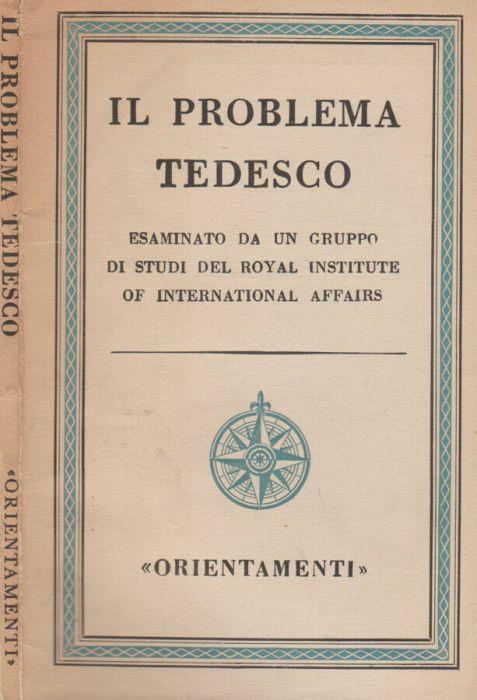 IL PROBLEMA TEDESCO
«ORIENTAMENTI»
IL PROBLEMA
TEDESCO
ESAMINATO DA UN GRUPPO
DI STUDI DEL ROYAL INSTITUTE
OF INTERNATIONAL AFFAIRS
«ORIENTAMENTI»